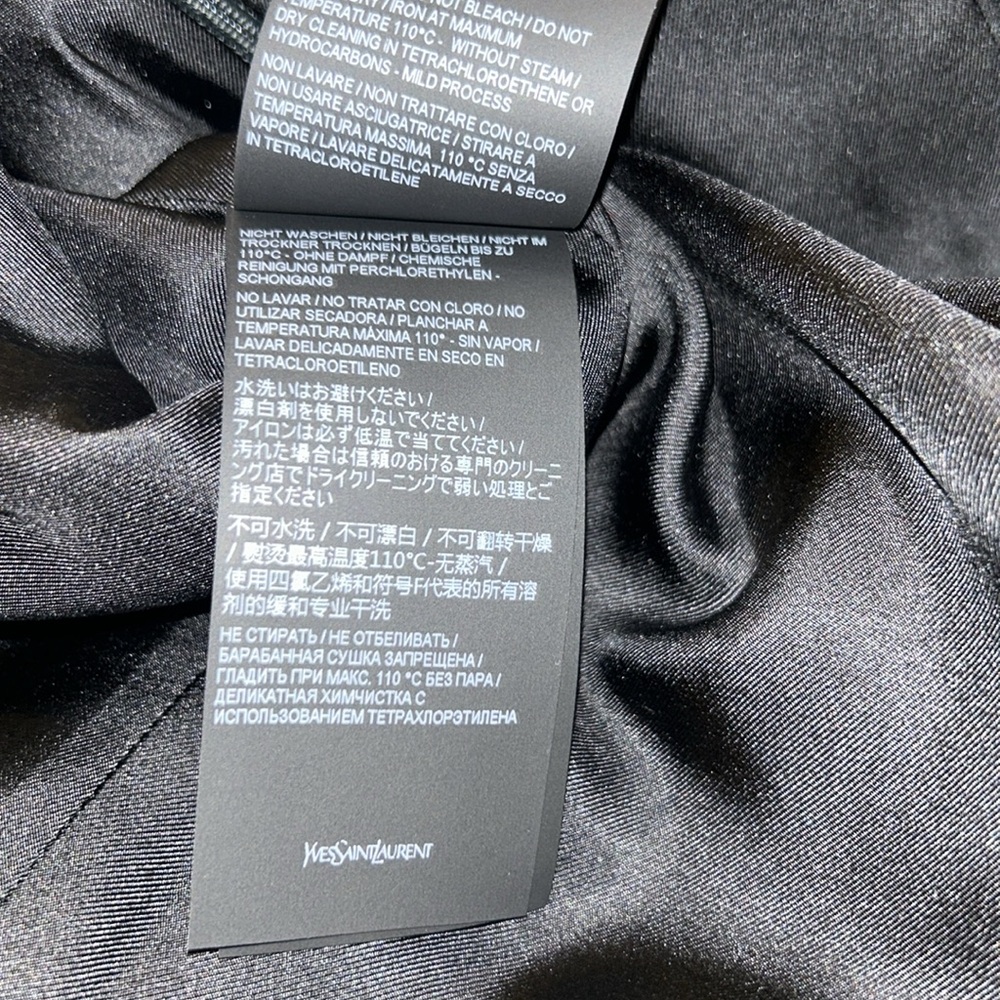 NOT BLEACH / DO NOT
/ IRON AT MAXIMUM
TEMPERATURE 110°C - WITHOUT STEAM /
DRY CLEANING IN TETRACHLOROETHENE OR
HYDROCARBONS - MILD PROCESS
NON LAVARE / NON TRATTARE CON CLORO /
NON USARE ASCIUGATRICE / STIRARE A
TEMPERATURA MASSIMA 110 °C SENZA
VAPORE / LAVARE DELICATAMENTE A SECCO
IN TETRACLOROETILENE
NICHT WASCHEN / NICHT BLEICHEN / NICHT IM
TROCKNER TROCKNEN / BÜGELN BIS ZU
110°C - OHNE DAMPF / CHEMISCHE
REINIGUNG MIT PERCHLORETHYLEN -
SCHONGANG
NO LAVAR / NO TRATAR CON CLORO / NO
UTILIZAR SECADORA / PLANCHAR A
TEMPERATURA MÁXIMA 110° - SIN VAPOR /
LAVAR DELICADAMENTE EN SECO EN
TETRACLOROETILENO
水洗いはお避けください /
漂白剤を使用しないでください /
アイロンは必ず低温で当ててください /
汚れた場合は信頼のおける専門のクリーニ
ング店でドライクリーニングで弱い処理とご
指定ください
不可水洗 / 不可漂白 / 不可翻转干燥
/ 熨烫最高温度110°C-无蒸汽 /
使用四氯乙烯和符号F代表的所有溶
剂的缓和专业干洗
НЕ СТИРАТЬ / НЕ ОТБЕЛИВАТЬ /
БАРАБАННАЯ СУШКА ЗАПРЕЩЕНА /
ГЛАДИТЬ ПРИ МАКС. 110 °C БЕЗ ПАРА /
ДЕЛИКАТНАЯ ХИМЧИСТКА С
ИСПОЛЬЗОВАНИЕМ ТЕТРАХЛОРЭТИЛЕНА
YVESSAINTLAURENT